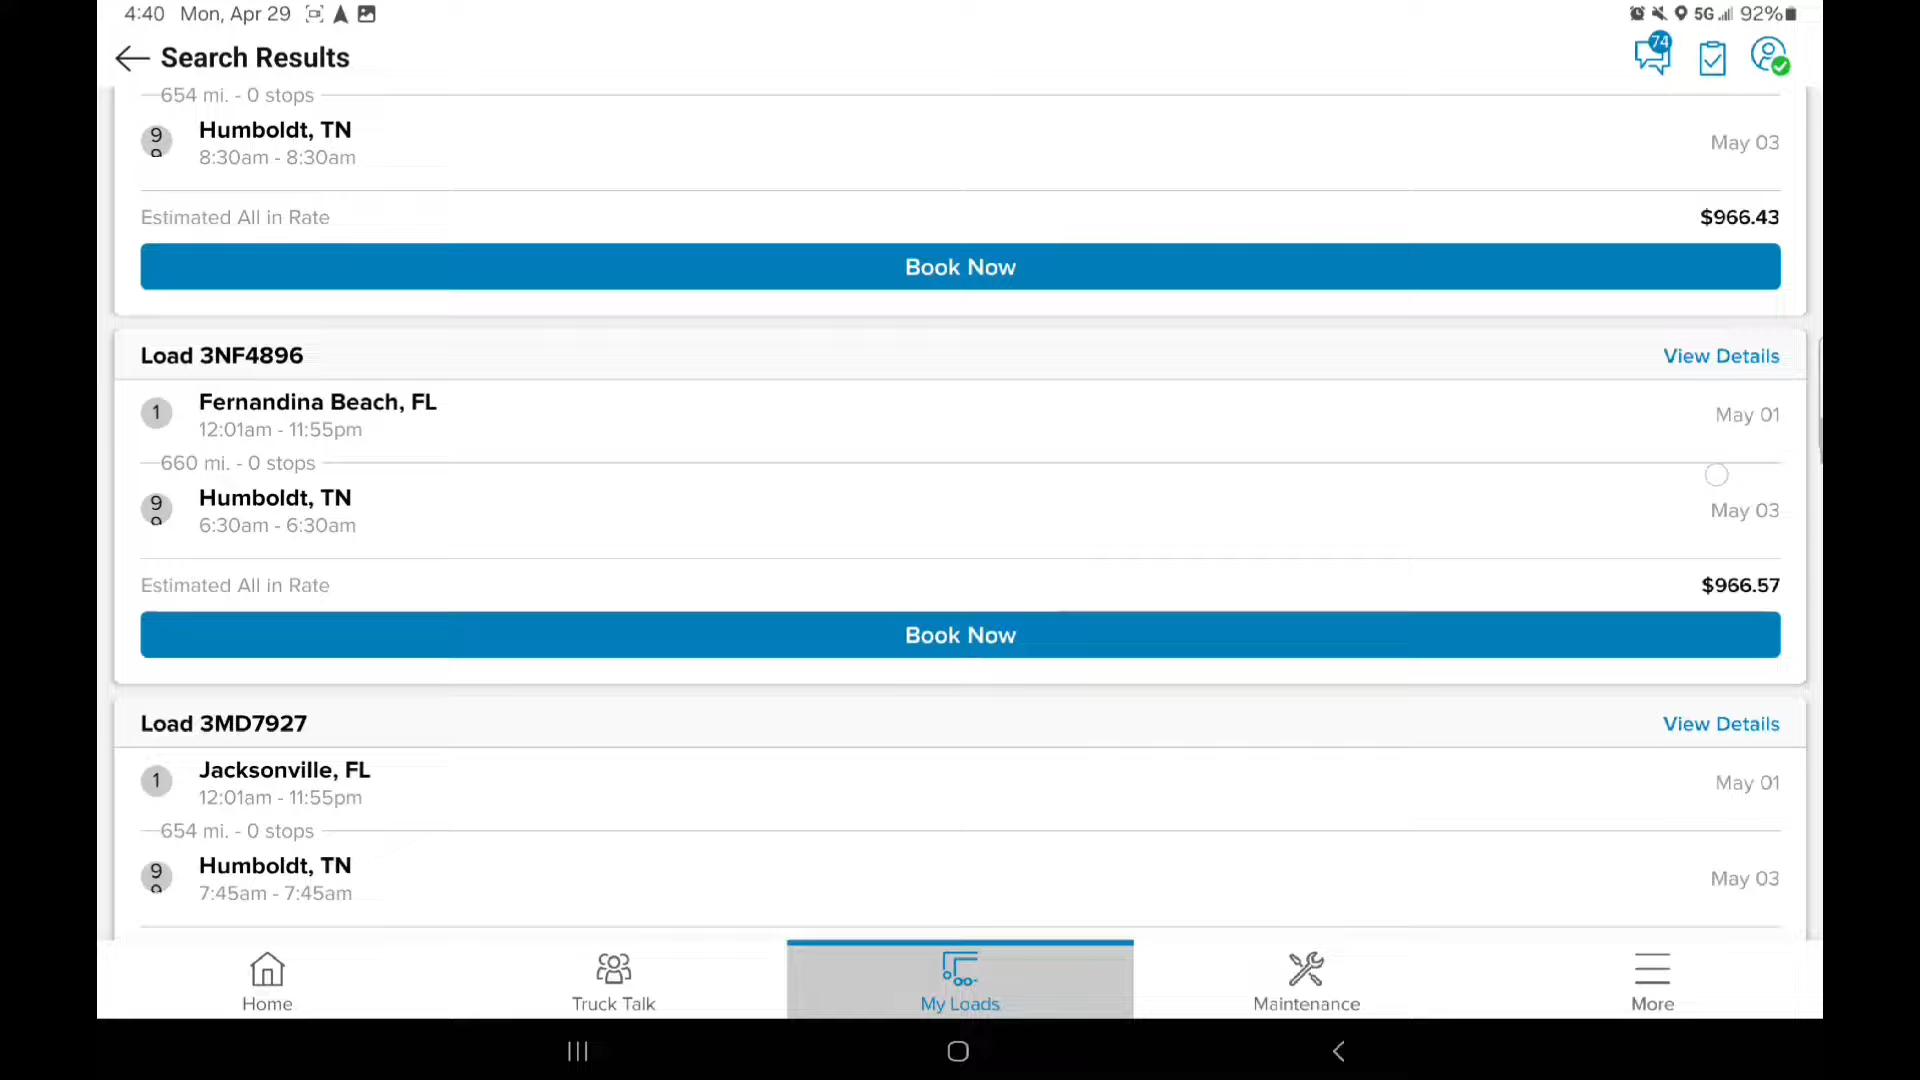 4:40 Mon, Apr 29
5G 92%
Search Results
74
654 mi. - 0 stops
99
Humboldt, TN
8:30am - 8:30am
May 03
Estimated All in Rate
$966.43
Book Now
Load 3NF4896
View Details
1
Fernandina Beach, FL
12:01am - 11:55pm
May 01
660 mi. - 0 stops
99
Humboldt, TN
6:30am - 6:30am
May 03
Estimated All in Rate
$966.57
Book Now
Load 3MD7927
View Details
1
Jacksonville, FL
12:01am - 11:55pm
May 01
654 mi. - 0 stops
99
Humboldt, TN
7:45am - 7:45am
May 03
Home
Truck Talk
My Loads
Maintenance
More